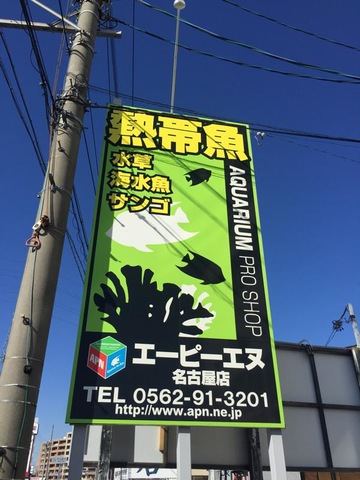 熱帯魚
水草
海水魚
サンゴ
AQUARIUM PRO SHOP
APN
エーピーエヌ
名古屋店
TEL 0562-91-3201
http://www.apn.ne.jp